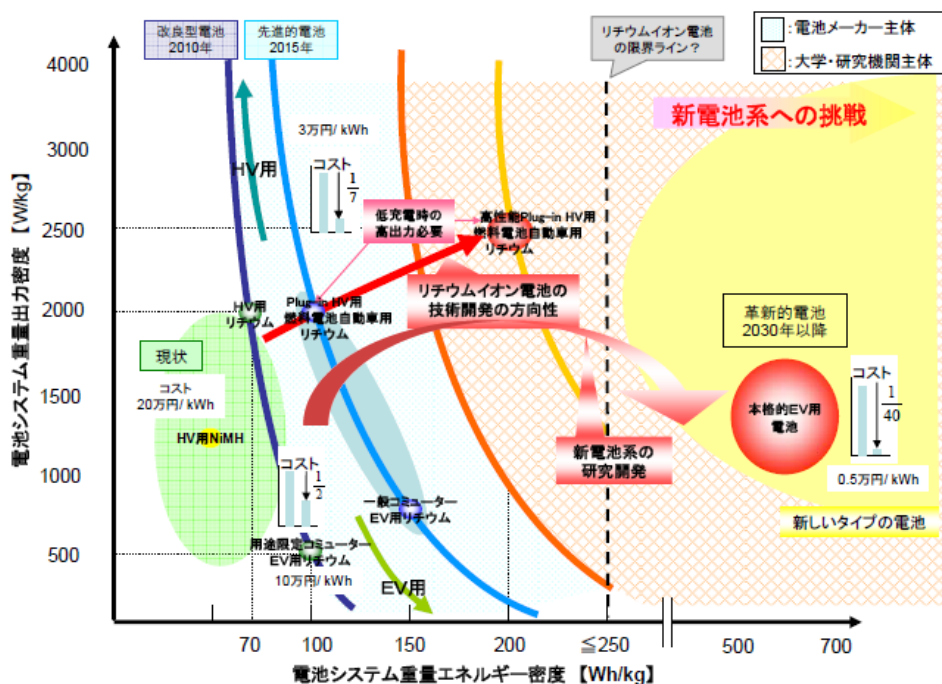 改良型電池
2010年
先進的電池
2015年
リチウムイオン電池
の限界ライン?
:電池メーカー主体
:大学・研究機関主体
新電池系への挑戦
電池システム重量出力密度 【W/kg】
4000
3000
2500
2000
1500
1000
500
3万円/ kWh
HV用
コスト
1
7
低充電時の
高出力必要
高性能Plug-in HV用
燃料電池自動車用
リチウム
リチウムイオン電池の
技術開発の方向性
HV用
リチウム
Plug-in HV用
燃料電池自動車用
リチウム
革新的電池
2030年以降
現状
コスト
20万円/ kWh
HV用NiMH
本格的EV用
電池
コスト
1
40
0.5万円/ kWh
新電池系の
研究開発
コスト
1
2
一般コミューター
EV用リチウム
新しいタイプの電池
用途限定コミューター
EV用リチウム
10万円/ kWh
EV用
70
100
150
200
≦250
500
700
電池システム重量エネルギー密度 【Wh/kg】